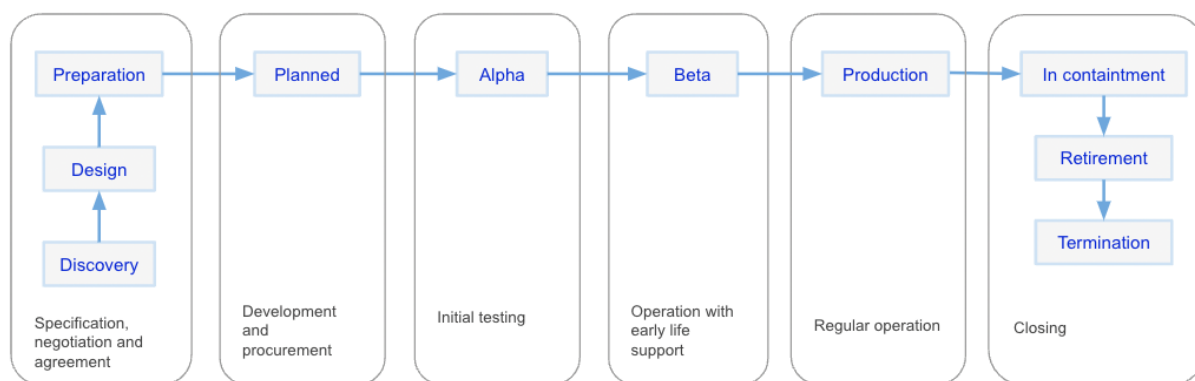 Preparation
Design
Discovery
Specification,
negotiation and
agreement
Planned
Development
and
procurement
Alpha
Initial testing
Beta
Operation with
early life
support
Production
Regular operation
In containtment
Retirement
Termination
Closing